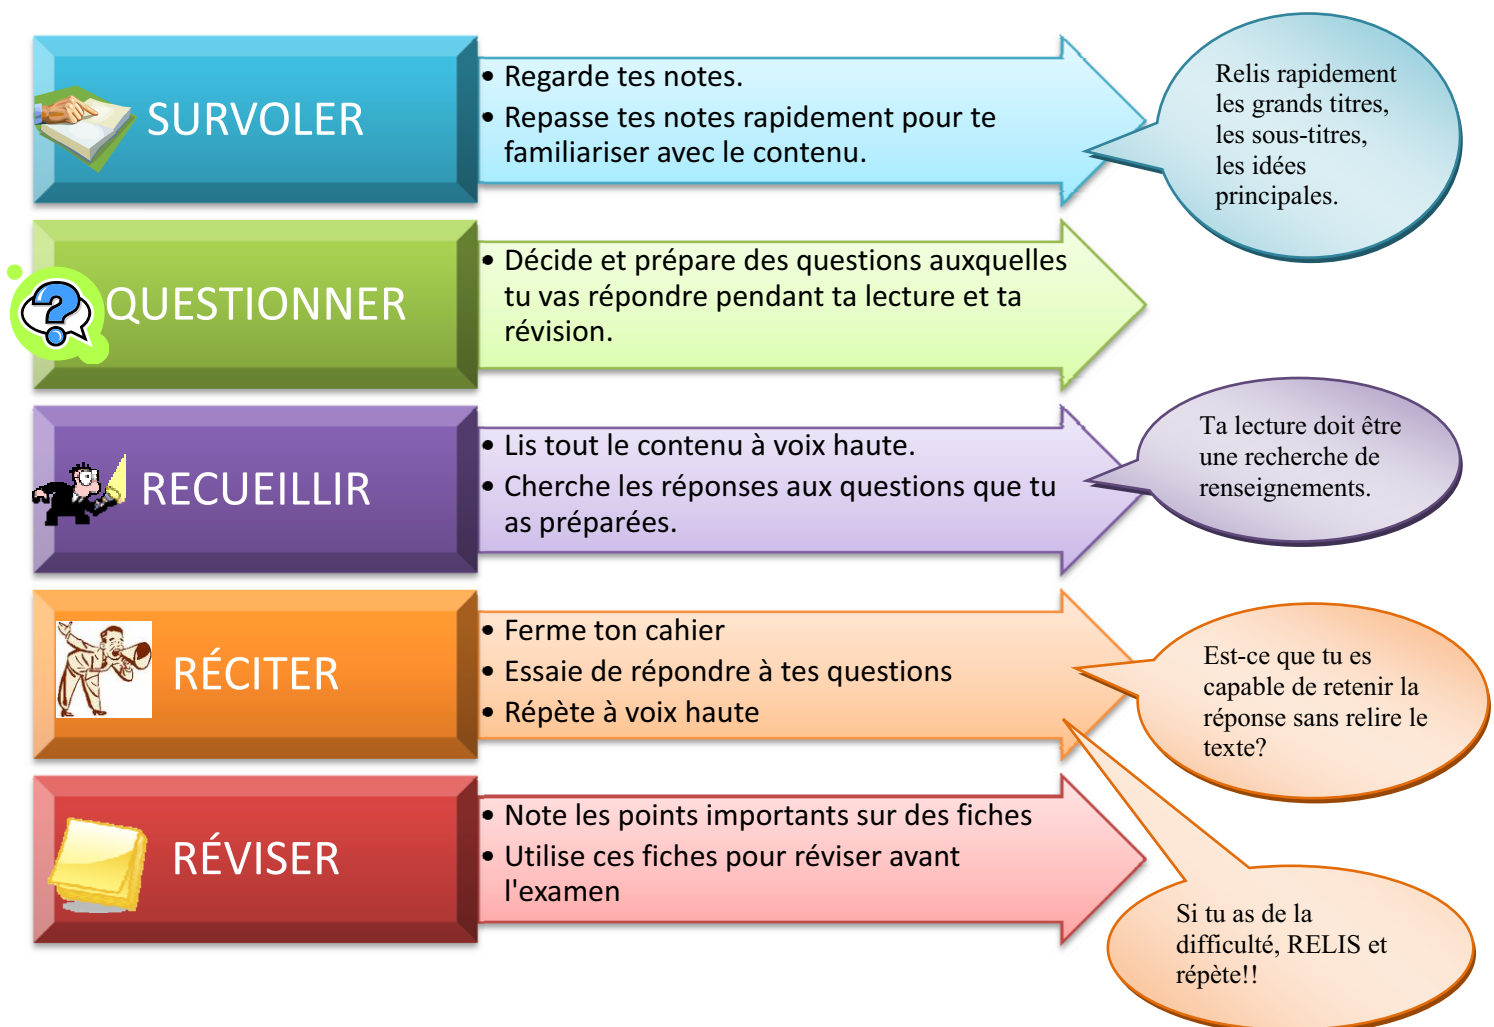 SURVOLER
• Regarde tes notes.
• Repasse tes notes rapidement pour te
familiariser avec le contenu.
Relis rapidement
les grands titres,
les sous-titres,
les idées
principales.
QUESTIONNER
• Décide et prépare des questions auxquelles
tu vas répondre pendant ta lecture et ta
révision.
RECUEILLIR
• Lis tout le contenu à voix haute.
• Cherche les réponses aux questions que tu
as préparées.
Ta lecture doit être
une recherche de
renseignements.
RÉCITER
• Ferme ton cahier
• Essaie de répondre à tes questions
• Répète à voix haute
Est-ce que tu es
capable de retenir la
réponse sans relire le
texte?
Si tu as de la
difficulté, RELIS et
répète!!
RÉVISER
• Note les points importants sur des fiches
• Utilise ces fiches pour réviser avant
l'examen